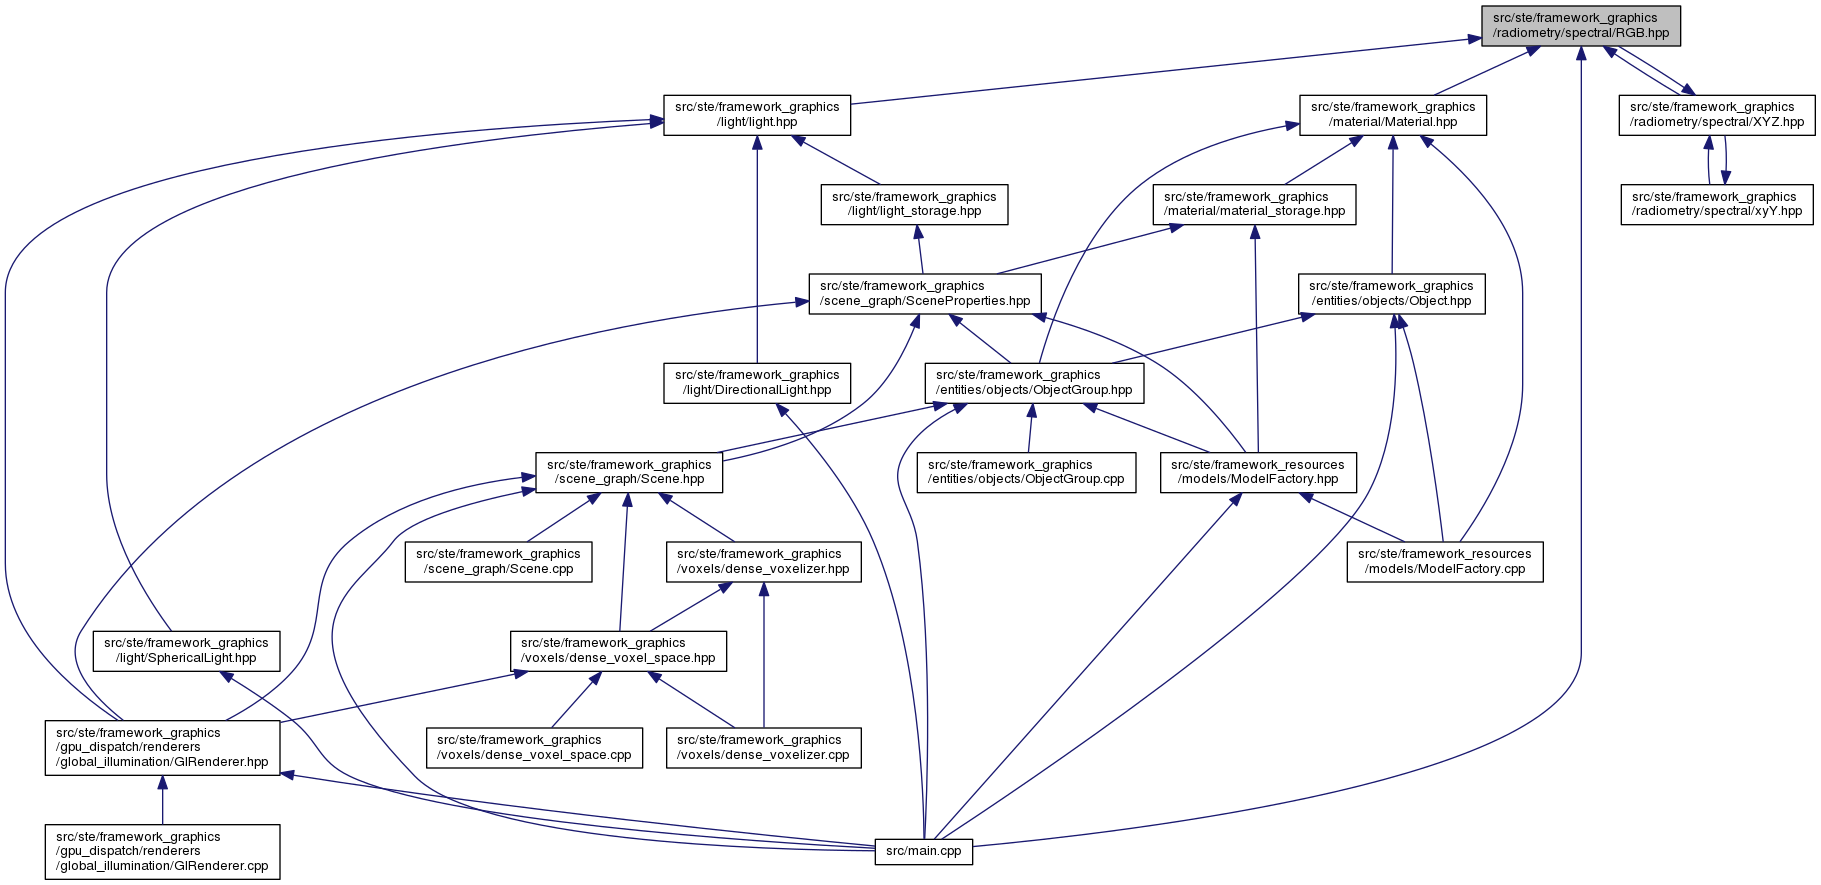 src/ste/framework_graphics
/radiometry/spectral/RGB.hpp
src/ste/framework_graphics
/light/light.hpp
src/ste/framework_graphics
/material/Material.hpp
src/ste/framework_graphics
/radiometry/spectral/XYZ.hpp
src/ste/framework_graphics
/light/light_storage.hpp
src/ste/framework_graphics
/material/material_storage.hpp
src/ste/framework_graphics
/radiometry/spectral/xyY.hpp
src/ste/framework_graphics
/scene_graph/SceneProperties.hpp
src/ste/framework_graphics
/entities/objects/Object.hpp
src/ste/framework_graphics
/light/DirectionalLight.hpp
src/ste/framework_graphics
/entities/objects/ObjectGroup.hpp
src/ste/framework_graphics
/scene_graph/Scene.hpp
src/ste/framework_graphics
/entities/objects/ObjectGroup.cpp
src/ste/framework_resources
/models/ModelFactory.hpp
src/ste/framework_graphics
/scene_graph/Scene.cpp
src/ste/framework_graphics
/voxels/dense_voxelizer.hpp
src/ste/framework_resources
/models/ModelFactory.cpp
src/ste/framework_graphics
/light/SphericalLight.hpp
src/ste/framework_graphics
/voxels/dense_voxel_space.hpp
src/ste/framework_graphics
/gpu_dispatch/renderers
/global_illumination/GIRenderer.hpp
src/ste/framework_graphics
/voxels/dense_voxel_space.cpp
src/ste/framework_graphics
/voxels/dense_voxelizer.cpp
src/ste/framework_graphics
/gpu_dispatch/renderers
/global_illumination/GIRenderer.cpp
src/main.cpp